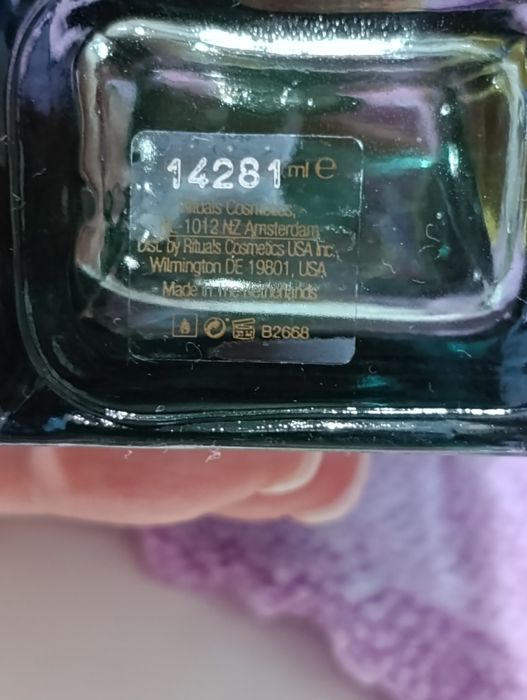 14281 ml e
Rituals Cosmetics,
1012 NZ Amsterdam
Dist. by Rituals Cosmetics USA Inc.
Wilmington DE 19801, USA
Made in The Netherlands
B2668